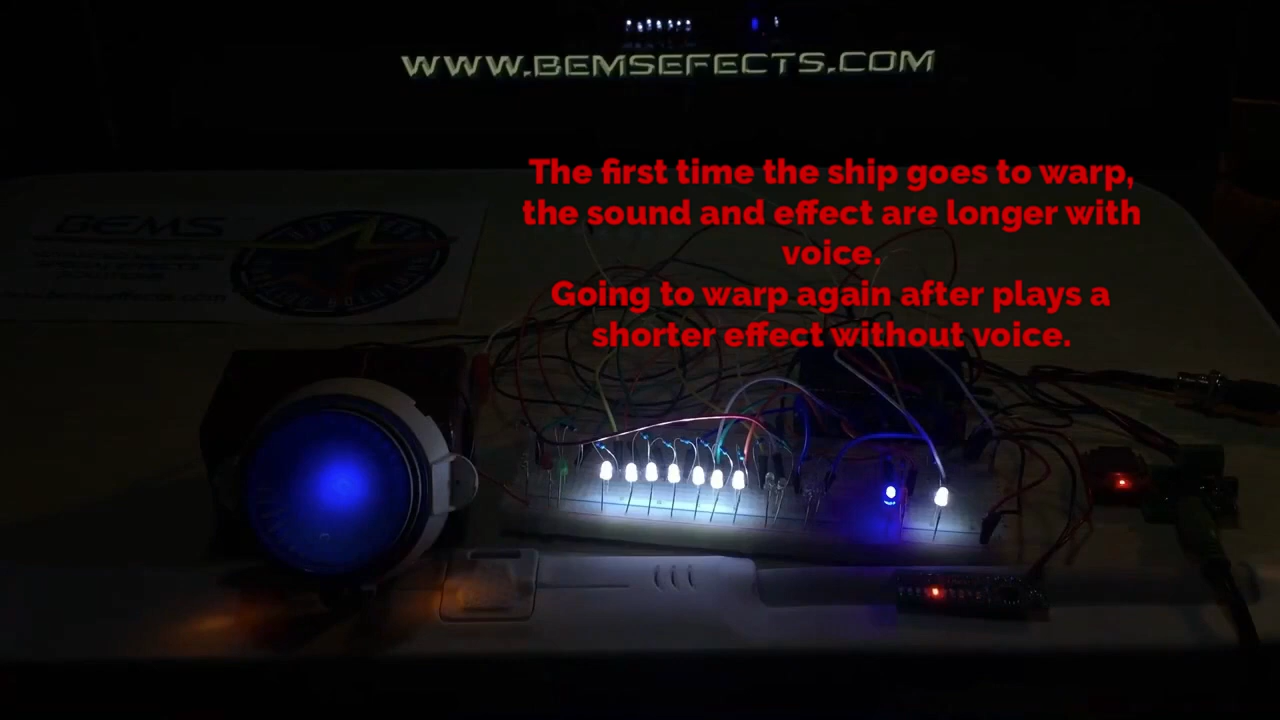 WWW.BEMSEFECTS.COM
The first time the ship goes to warp,
the sound and effect are longer with
voice.
Going to warp again after plays a
shorter effect without voice.
BEMS